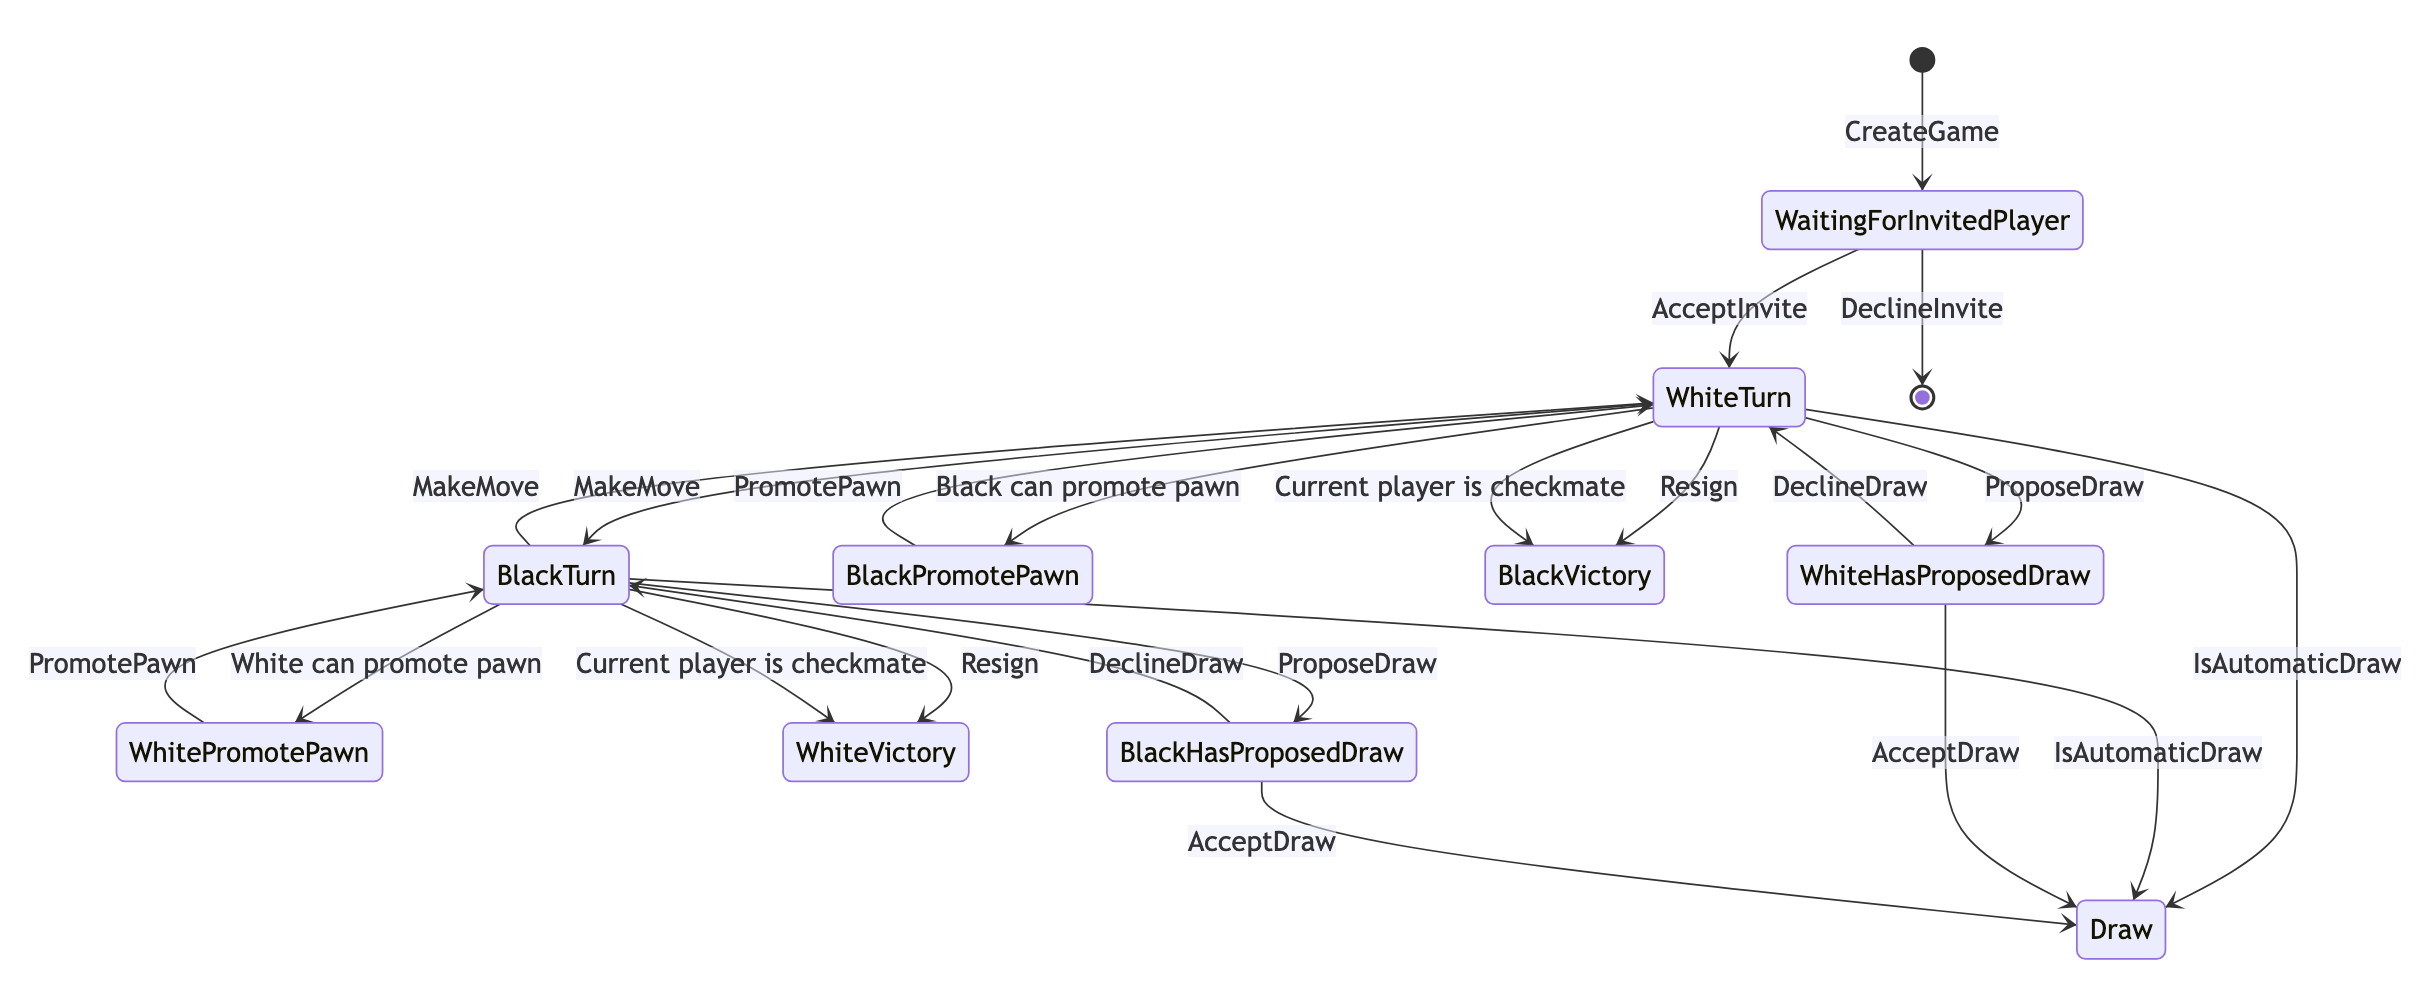 CreateGame
WaitingForInvitedPlayer
AcceptInvite
DeclineInvite
WhiteTurn
MakeMove
MakeMove
PromotePawn
Black can promote pawn
Current player is checkmate
Resign
DeclineDraw
ProposeDraw
BlackTurn
BlackPromotePawn
BlackVictory
WhiteHasProposedDraw
PromotePawn
White can promote pawn
Current player is checkmate
Resign
DeclineDraw
ProposeDraw
IsAutomaticDraw
WhitePromotePawn
WhiteVictory
BlackHasProposedDraw
AcceptDraw
IsAutomaticDraw
AcceptDraw
Draw